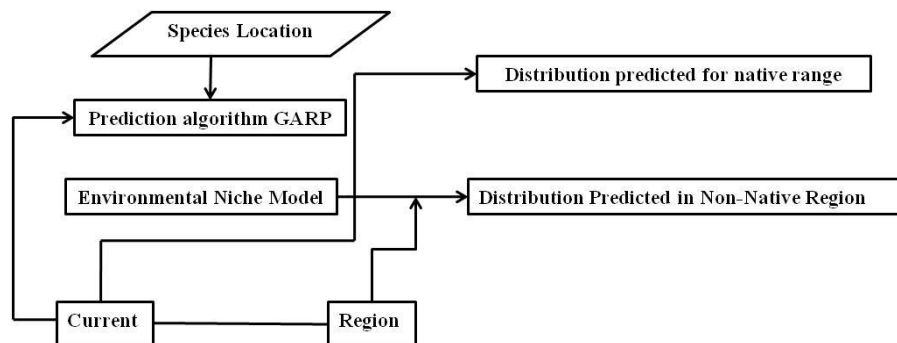 Species Location
Distribution predicted for native range
Prediction algorithm GARP
Environmental Niche Model
Distribution Predicted in Non-Native Region
Current
Region